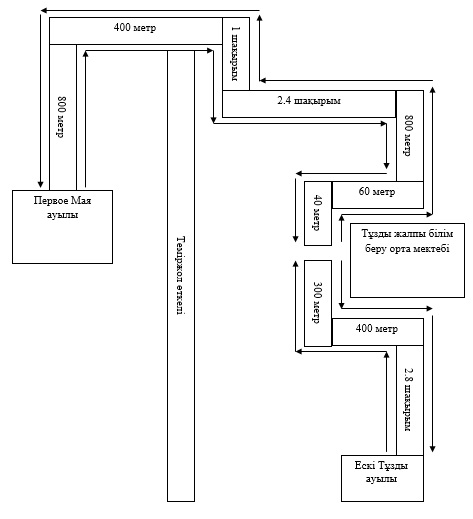 400 метр
1 шақырым
2.4 шақырым
800 метр
800 метр
60 метр
40 метр
Первое Мая
ауылы
Тұзды жалпы білім
беру орта мектебі
Теміржол өткелі
300 метр
400 метр
2.8 шақырым
Ескі Тұзды
ауылы